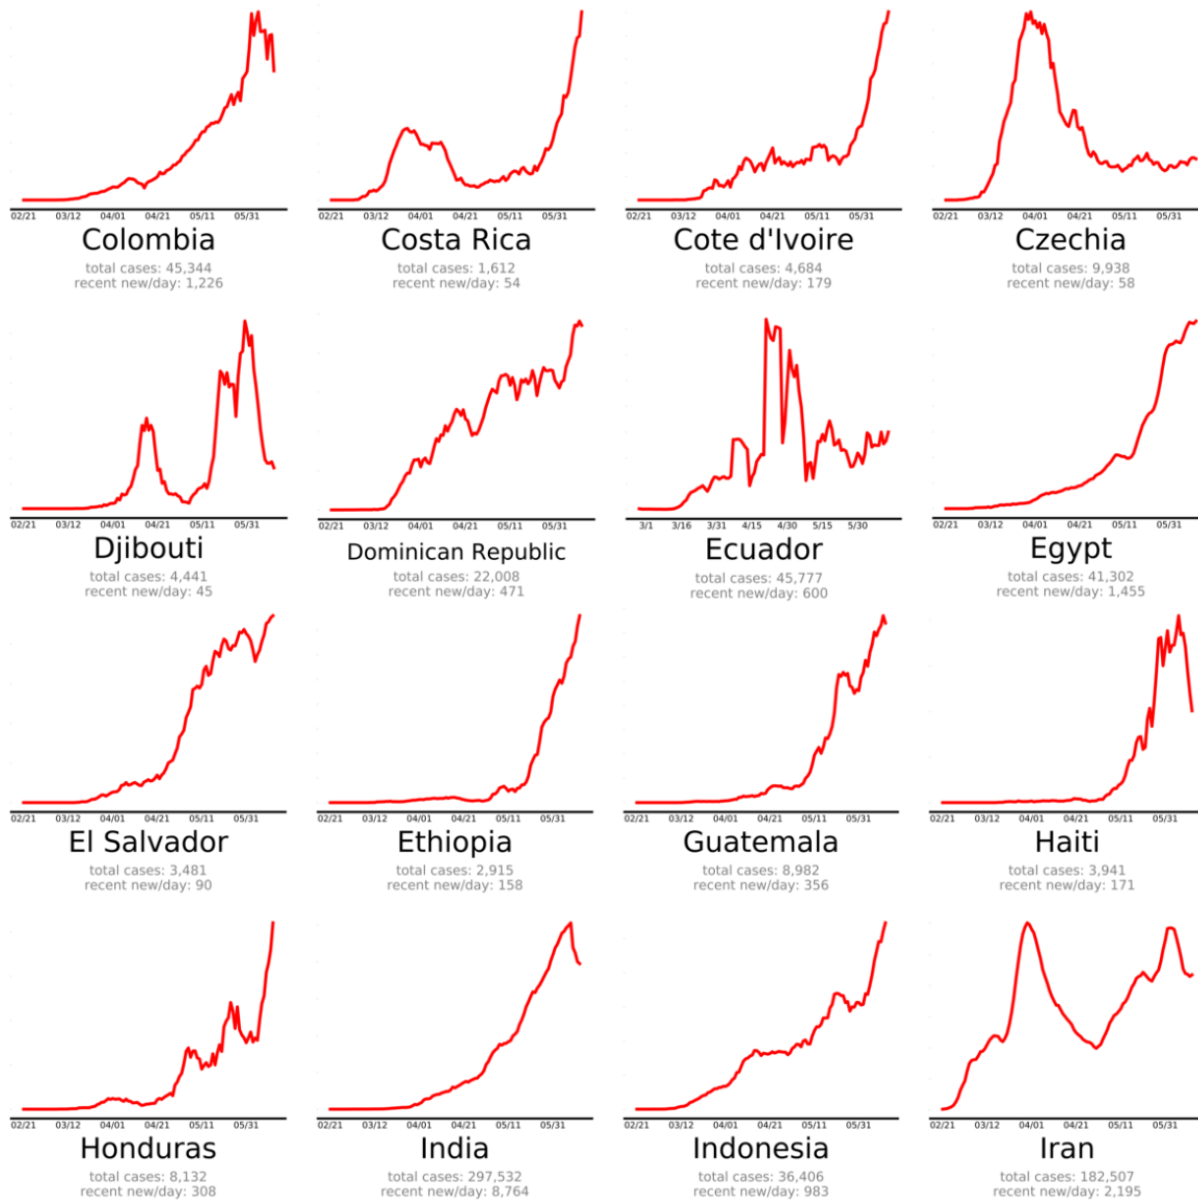 02/21 03/12 04/01 04/21 05/11 05/31
Colombia
total cases: 45,344
recent new/day: 1,226
02/21 03/12 04/01 04/21 05/11 05/31
Costa Rica
total cases: 1,612
recent new/day: 54
02/21 03/12 04/01 04/21 05/11 05/31
Cote d'Ivoire
total cases: 4,684
recent new/day: 179
02/21 03/12 04/01 04/21 05/11 05/31
Czechia
total cases: 9,938
recent new/day: 58
02/21 03/12 04/01 04/21 05/11 05/31
Djibouti
total cases: 4,441
recent new/day: 45
02/21 03/12 04/01 04/21 05/11 05/31
Dominican Republic
total cases: 22,008
recent new/day: 471
3/1 3/16 3/31 4/15 4/30 5/15 5/30
Ecuador
total cases: 45,777
recent new/day: 600
02/21 03/12 04/01 04/21 05/11 05/31
Egypt
total cases: 41,302
recent new/day: 1,455
02/21 03/12 04/01 04/21 05/11 05/31
El Salvador
total cases: 3,481
recent new/day: 90
02/21 03/12 04/01 04/21 05/11 05/31
Ethiopia
total cases: 2,915
recent new/day: 158
02/21 03/12 04/01 04/21 05/11 05/31
Guatemala
total cases: 8,982
recent new/day: 356
02/21 03/12 04/01 04/21 05/11 05/31
Haiti
total cases: 3,941
recent new/day: 171
02/21 03/12 04/01 04/21 05/11 05/31
Honduras
total cases: 8,132
recent new/day: 308
02/21 03/12 04/01 04/21 05/11 05/31
India
total cases: 297,532
recent new/day: 8,764
02/21 03/12 04/01 04/21 05/11 05/31
Indonesia
total cases: 36,406
recent new/day: 983
02/21 03/12 04/01 04/21 05/11 05/31
Iran
total cases: 182,507
recent new/day: 2,195